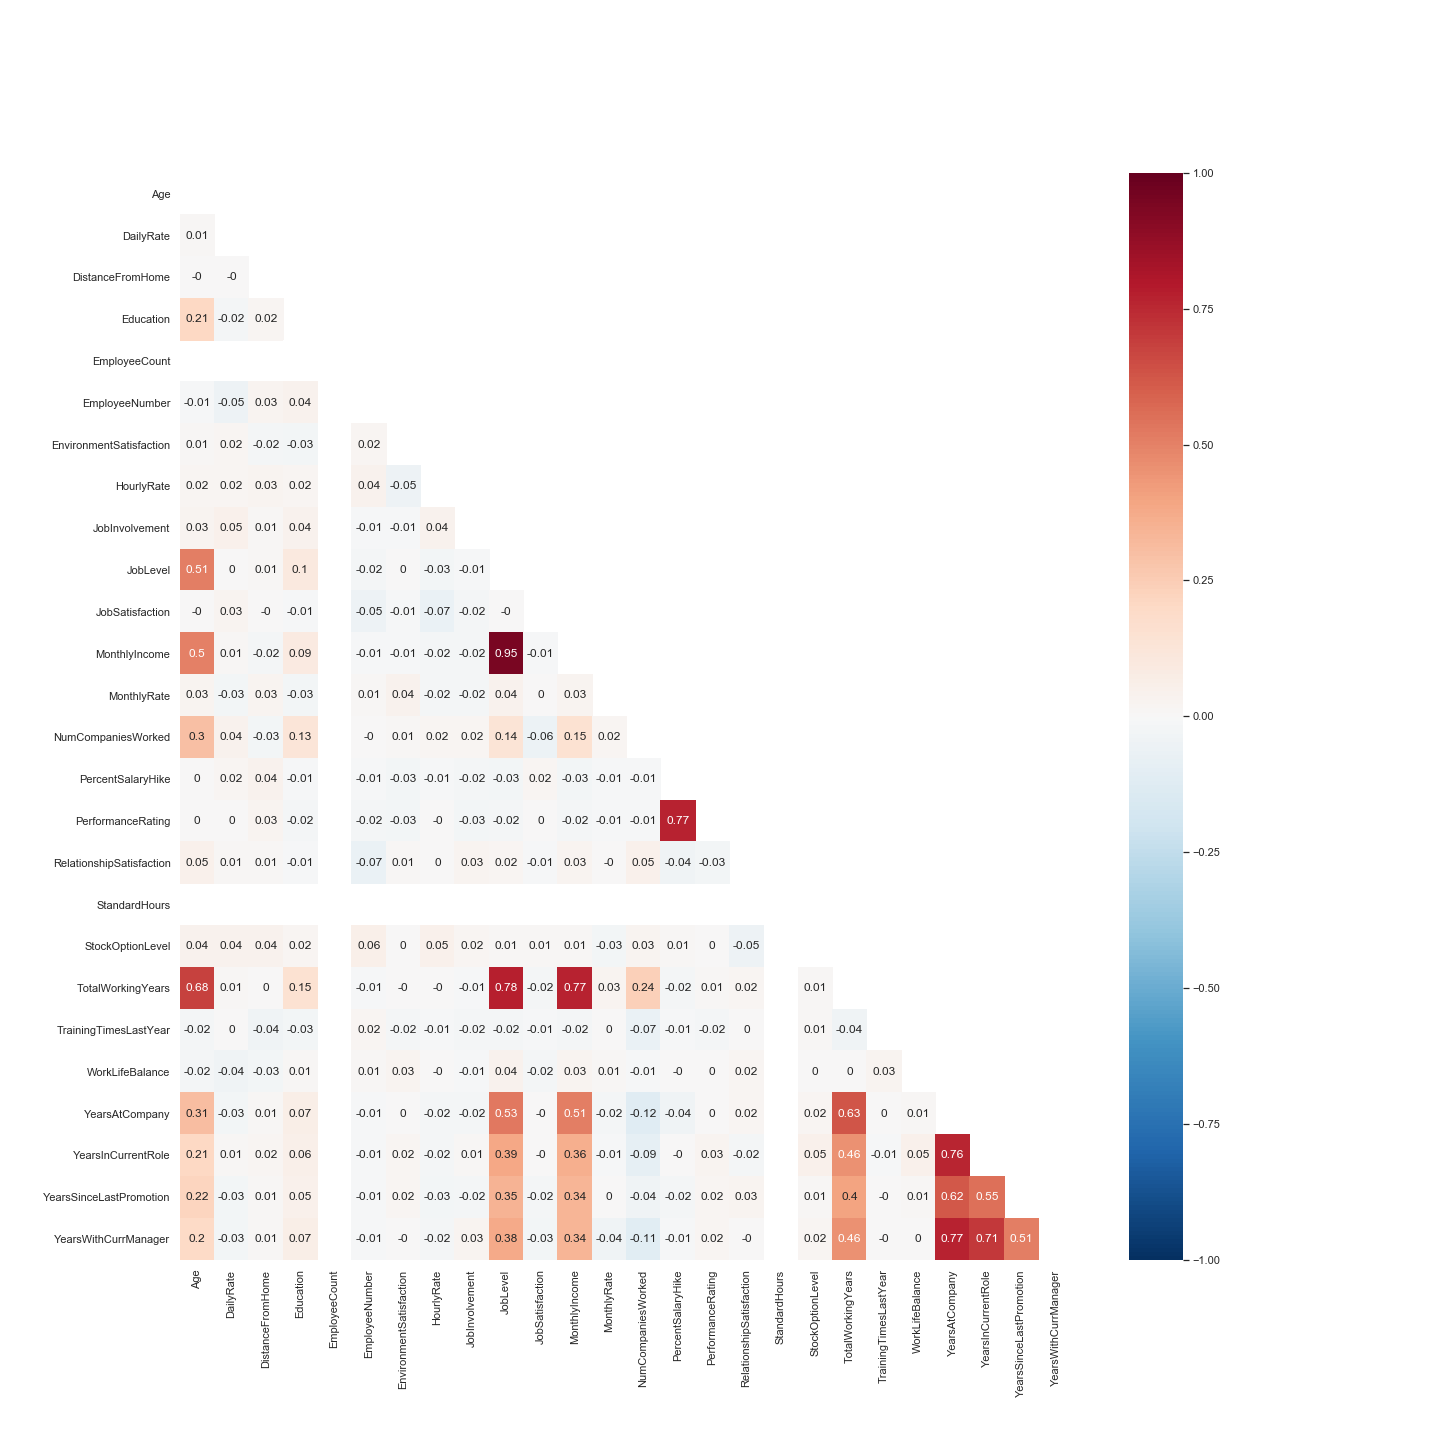 1.00
Age
DailyRate 0.01
DistanceFromHome -0 -0
0.75
Education 0.21 -0.02 0.02
EmployeeCount
EmployeeNumber -0.01 -0.05 0.03 0.04
EnvironmentSatisfaction 0.01 0.02 -0.02 -0.03 0.02
0.50
HourlyRate 0.02 0.02 0.03 0.02 0.04 -0.05
JobInvolvement 0.03 0.05 0.01 0.04 -0.01 -0.01 0.04
JobLevel 0.51 0 0.01 0.1 -0.02 0 -0.03 -0.01
0.25
JobSatisfaction -0 0.03 -0 -0.01 -0.05 -0.01 -0.07 -0.02 -0
MonthlyIncome 0.5 0.01 -0.02 0.09 -0.01 -0.01 -0.02 -0.02 0.95 -0.01
MonthlyRate 0.03 -0.03 0.03 -0.03 0.01 0.04 -0.02 -0.02 0.04 0 0.03
0.00
NumCompaniesWorked 0.3 0.04 -0.03 0.13 -0 0.01 0.02 0.02 0.14 -0.06 0.15 0.02
PercentSalaryHike 0 0.02 0.04 -0.01 -0.01 -0.03 -0.01 -0.02 -0.03 0.02 -0.03 -0.01 -0.01
PerformanceRating 0 0 0.03 -0.02 -0.02 -0.03 -0 -0.03 -0.02 0 -0.02 -0.01 -0.01 0.77
−0.25
RelationshipSatisfaction 0.05 0.01 0.01 -0.01 -0.07 0.01 0 0.03 0.02 -0.01 0.03 -0 0.05 -0.04 -0.03
StandardHours
StockOptionLevel 0.04 0.04 0.04 0.02 0.06 0 0.05 0.02 0.01 0.01 0.01 -0.03 0.03 0.01 0 -0.05
−0.50
TotalWorkingYears 0.68 0.01 0 0.15 -0.01 -0 -0 -0.01 0.78 -0.02 0.77 0.03 0.24 -0.02 0.01 0.02 0.01
TrainingTimesLastYear -0.02 0 -0.04 -0.03 0.02 -0.02 -0.01 -0.02 -0.02 -0.01 -0.02 0 -0.07 -0.01 -0.02 0 0.01 -0.04
WorkLifeBalance -0.02 -0.04 -0.03 0.01 0.01 0.03 -0 -0.01 0.04 -0.02 0.03 0.01 -0.01 -0 0 0.02 0 0 0.03
YearsAtCompany 0.31 -0.03 0.01 0.07 -0.01 0 -0.02 -0.02 0.53 -0 0.51 -0.02 -0.12 -0.04 0 0.02 0.02 0.63 0 0.01
−0.75
YearsInCurrentRole 0.21 0.01 0.02 0.06 -0.01 0.02 -0.02 0.01 0.39 -0 0.36 -0.01 -0.09 -0 0.03 -0.02 0.05 0.46 -0.01 0.05 0.76
YearsSinceLastPromotion 0.22 -0.03 0.01 0.05 -0.01 0.02 -0.03 -0.02 0.35 -0.02 0.34 0 -0.04 -0.02 0.02 0.03 0.01 0.4 -0 0.01 0.62 0.55
YearsWithCurrManager 0.2 -0.03 0.01 0.07 -0.01 -0 -0.02 0.03 0.38 -0.03 0.34 -0.04 -0.11 -0.01 0.02 -0 0.02 0.46 -0 0 0.77 0.71 0.51
−1.00
Age
DailyRate
DistanceFromHome
Education
EmployeeCount
EmployeeNumber
EnvironmentSatisfaction
HourlyRate
JobInvolvement
JobLevel
JobSatisfaction
MonthlyIncome
MonthlyRate
NumCompaniesWorked
PercentSalaryHike
PerformanceRating
RelationshipSatisfaction
StandardHours
StockOptionLevel
TotalWorkingYears
TrainingTimesLastYear
WorkLifeBalance
YearsAtCompany
YearsInCurrentRole
YearsSinceLastPromotion
YearsWithCurrManager